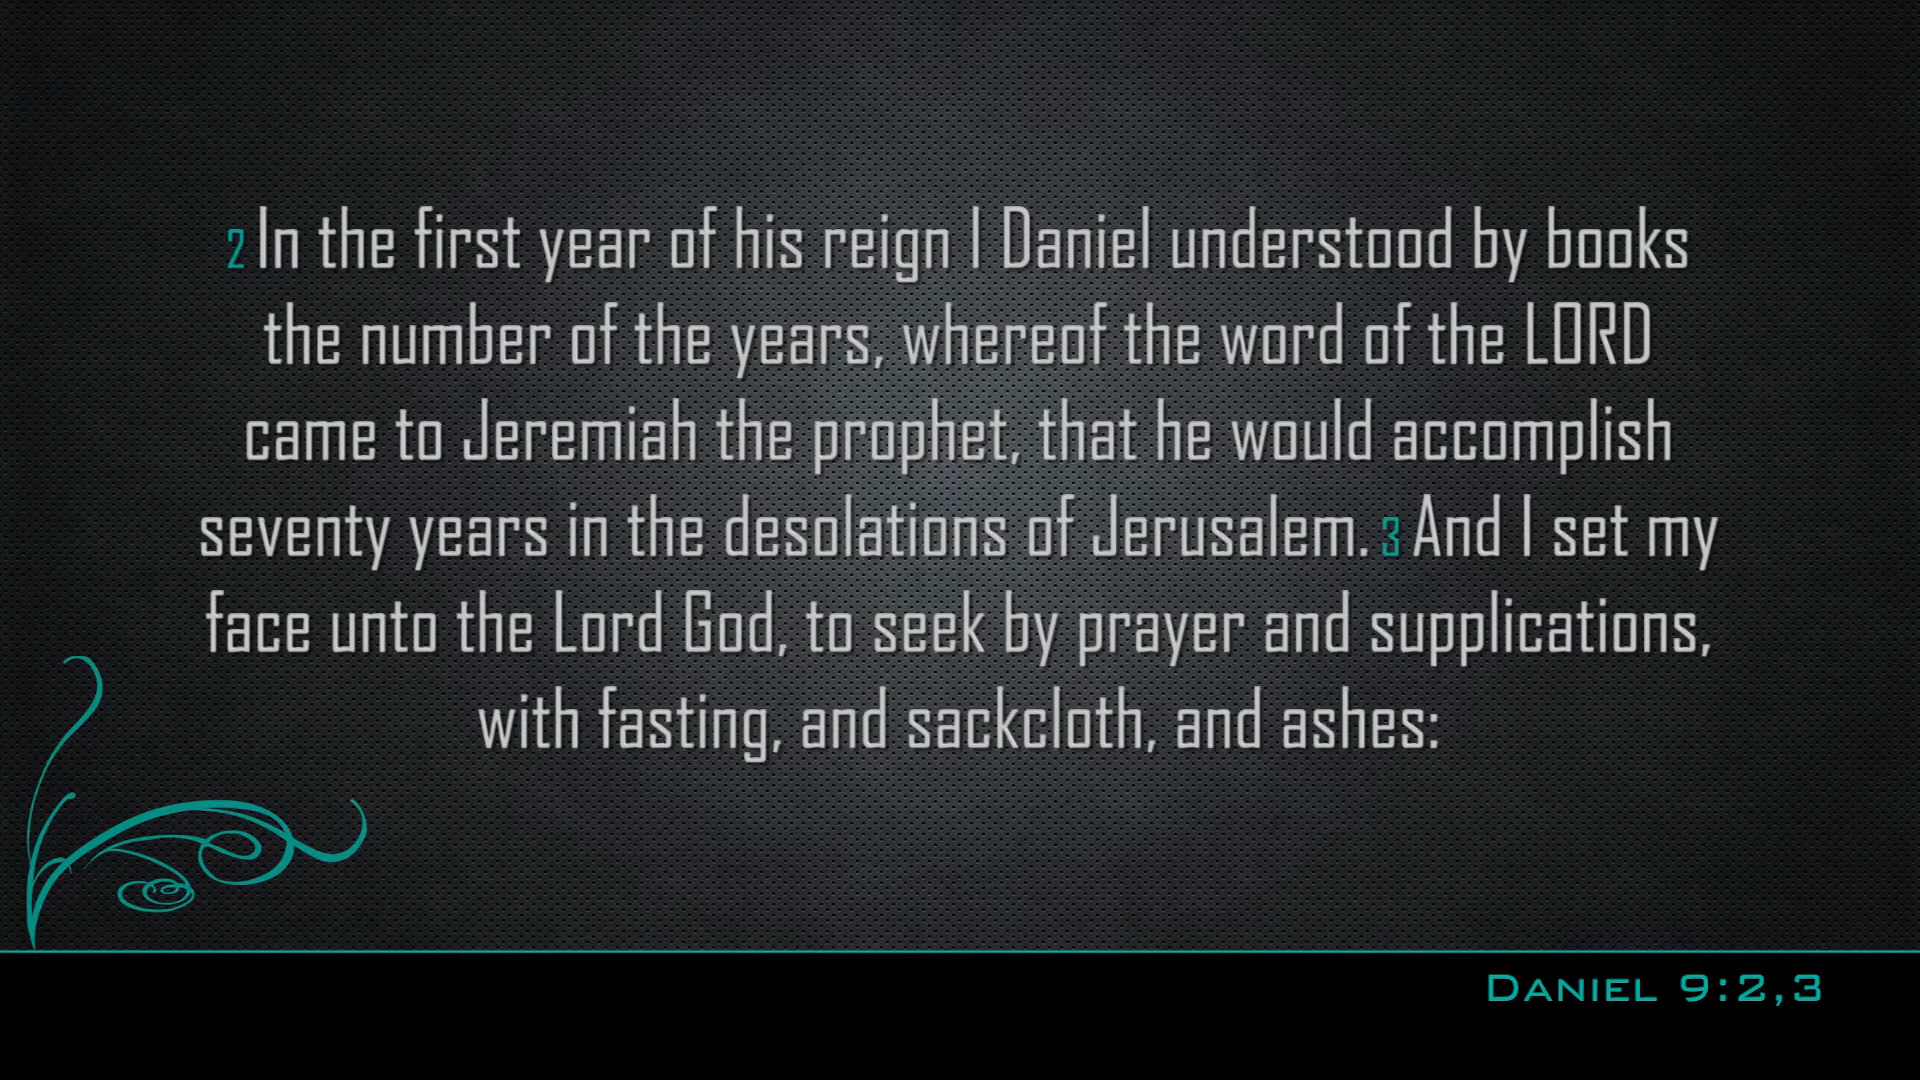 2 In the first year of his reign I Daniel understood by books
the number of the years, whereof the word of the LORD
came to Jeremiah the prophet, that he would accomplish
seventy years in the desolations of Jerusalem. 3 And I set my
face unto the Lord God, to seek by prayer and supplications,
with fasting, and sackcloth, and ashes:
Daniel 9:2,3